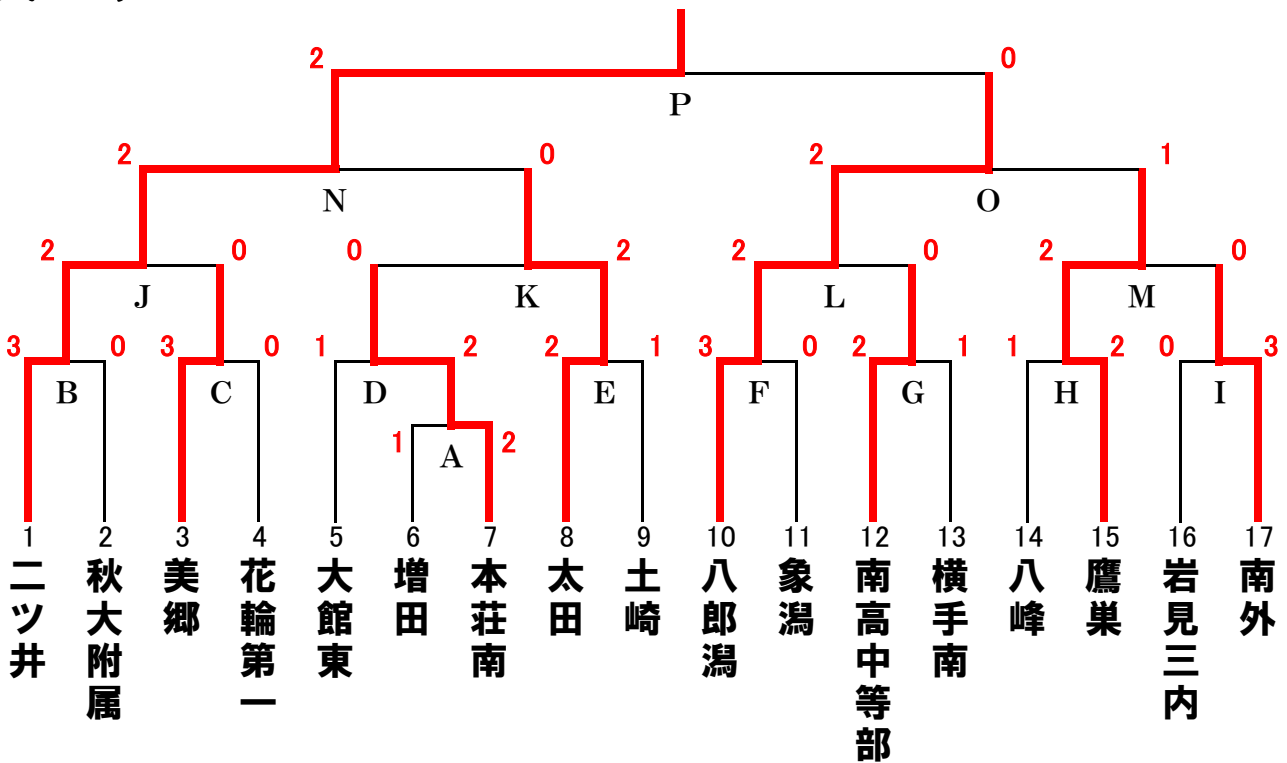 2 0
P
2 0 2 1
N O
2 0 0 2 2 0 2 0
J K L M
3 0 3 0 1 2 2 1 3 0 2 1 1 2 0 3
B C D E F G H I
1 2
A
1 2 3 4 5 6 7 8 9 10 11 12 13 14 15 16 17
二ツ井
秋大附属
美郷
花輪第一
大館東
増田
本荘南
太田
土崎
八郎潟
象潟
南高中等部
横手南
八峰
鷹巣
岩見三内
南外